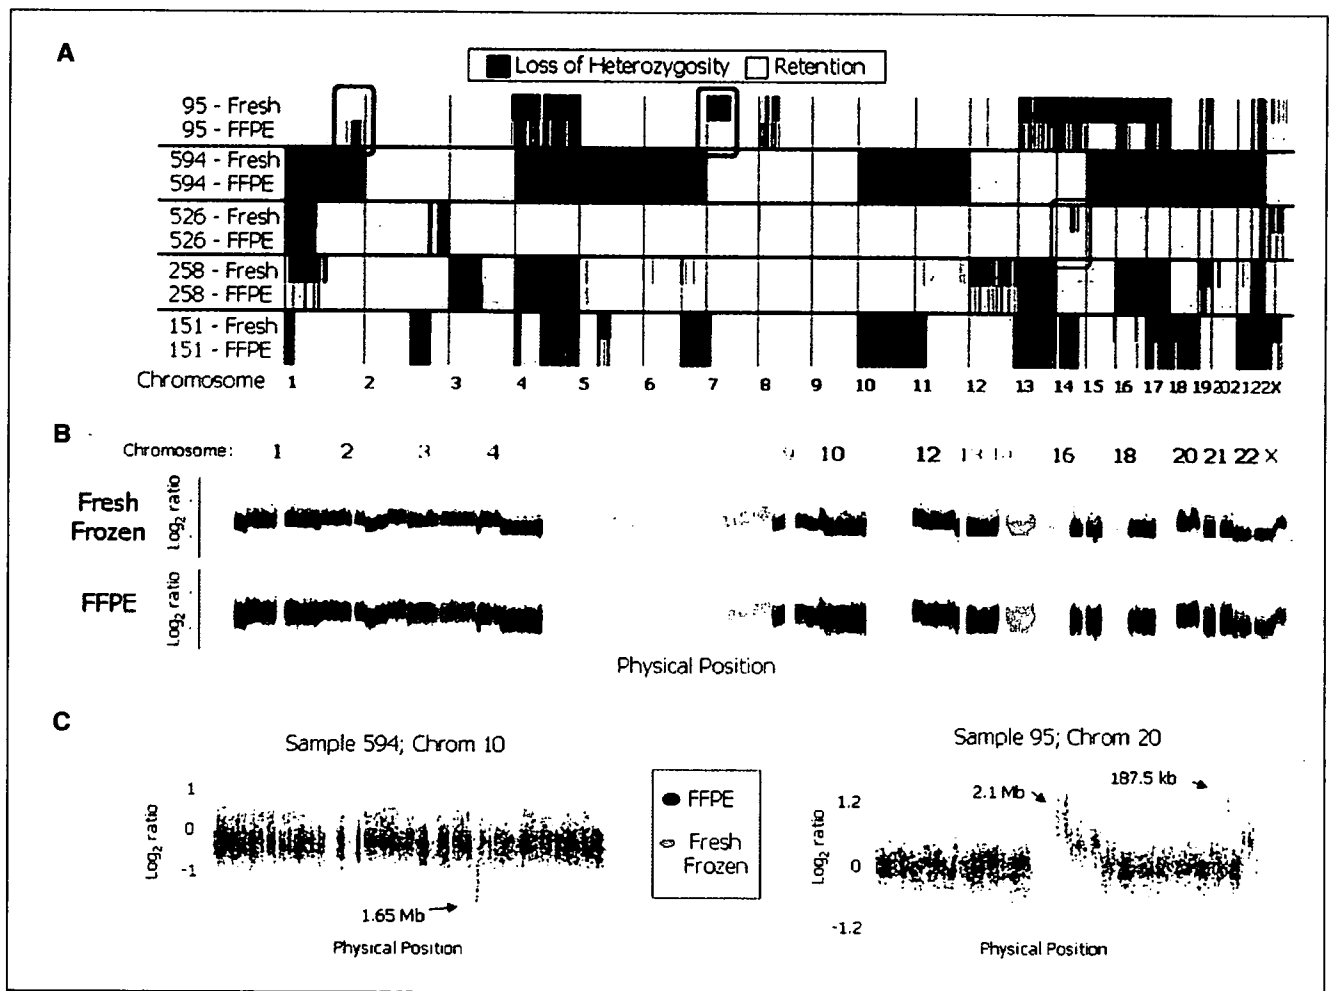 A
Loss of Heterozygosity Retention
95 - Fresh
95 - FFPE
594 - Fresh
594 - FFPE
526 - Fresh
526 - FFPE
258 - Fresh
258 - FFPE
151 - Fresh
151 - FFPE
Chromosome 1 2 3 4 5 6 7 8 9 10 11 12 13 14 15 16 17 18 19 20 21 22 X
B
Chromosome: 1 2 3 4 9 10 12 13 16 18 20 21 22 X
Fresh
Frozen
Log2 ratio
FFPE
Log2 ratio
Physical Position
C
Sample 594; Chrom 10
1
0
-1
Log2 ratio
1.65 Mb
Physical Position
FFPE
Fresh
Frozen
Sample 95; Chrom 20
187.5 kb
2.1 Mb
1.2
0
-1.2
Log2 ratio
Physical Position